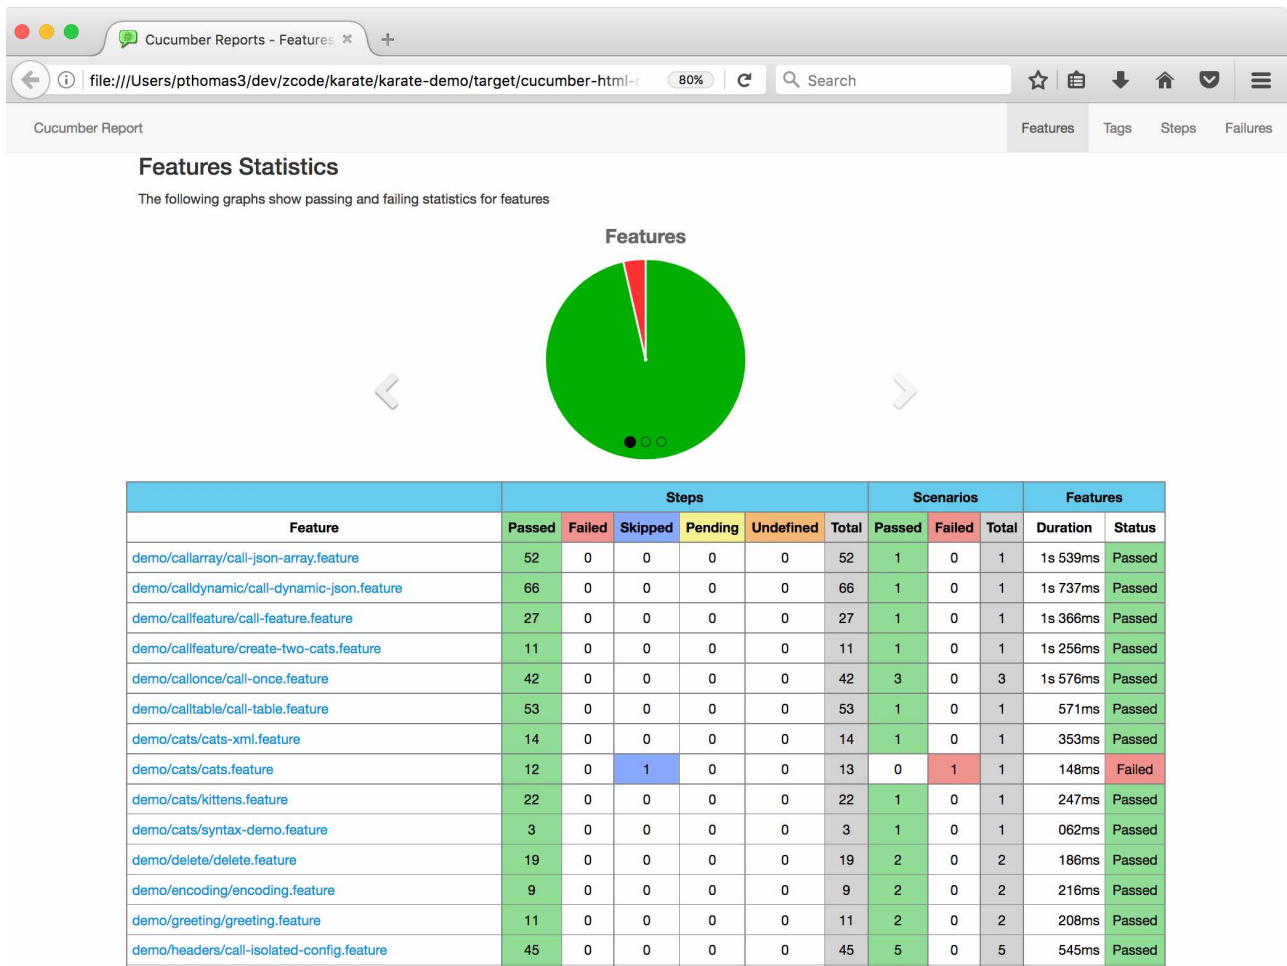 Cucumber Reports - Features
file:///Users/pthomas3/dev/zcode/karate/karate-demo/target/cucumber-html-r 80% Search
Cucumber Report Features Tags Steps Failures
Features Statistics
The following graphs show passing and failing statistics for features
Features
Steps Scenarios Features
Feature Passed Failed Skipped Pending Undefined Total Passed Failed Total Duration Status
demo/callarray/call-json-array.feature 52 0 0 0 0 52 1 0 1 1s 539ms Passed
demo/calldynamic/call-dynamic-json.feature 66 0 0 0 0 66 1 0 1 1s 737ms Passed
demo/callfeature/call-feature.feature 27 0 0 0 0 27 1 0 1 1s 366ms Passed
demo/callfeature/create-two-cats.feature 11 0 0 0 0 11 1 0 1 1s 256ms Passed
demo/callonce/call-once.feature 42 0 0 0 0 42 3 0 3 1s 576ms Passed
demo/calltable/call-table.feature 53 0 0 0 0 53 1 0 1 571ms Passed
demo/cats/cats-xml.feature 14 0 0 0 0 14 1 0 1 353ms Passed
demo/cats/cats.feature 12 0 1 0 0 13 0 1 1 148ms Failed
demo/cats/kittens.feature 22 0 0 0 0 22 1 0 1 247ms Passed
demo/cats/syntax-demo.feature 3 0 0 0 0 3 1 0 1 062ms Passed
demo/delete/delete.feature 19 0 0 0 0 19 2 0 2 186ms Passed
demo/encoding/encoding.feature 9 0 0 0 0 9 2 0 2 216ms Passed
demo/greeting/greeting.feature 11 0 0 0 0 11 2 0 2 208ms Passed
demo/headers/call-isolated-config.feature 45 0 0 0 0 45 5 0 5 545ms Passed